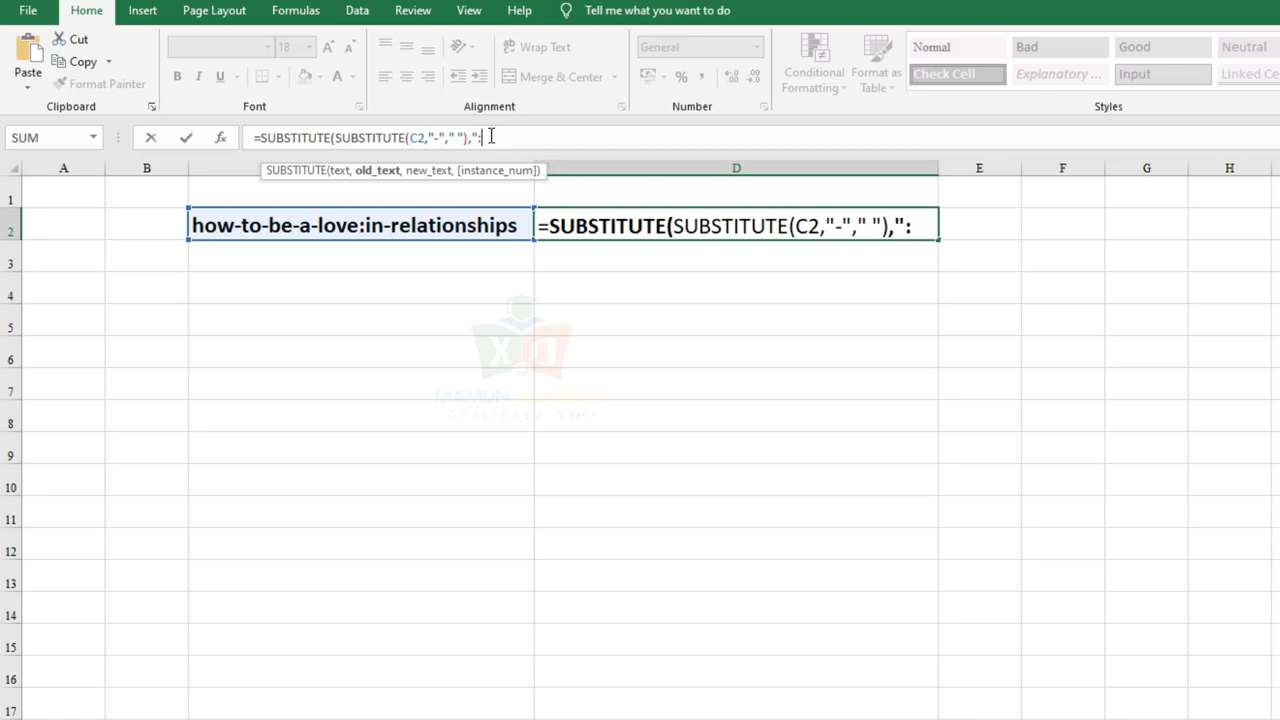 File Home Insert Page Layout Formulas Data Review View Help Tell me what you want to do
Paste
Cut
Copy
Format Painter
Clipboard
18 A A
B I U A
Font
Wrap Text
Merge & Center
Alignment
General
% ,
Number
Conditional Formatting
Format as Table
Normal Bad Good Neutral
Check Cell Explanatory ... Input Linked Ce
Styles
SUM fx =SUBSTITUTE(SUBSTITUTE(C2,"-"," "),":
SUBSTITUTE(text, old_text, new_text, [instance_num])
A B D E F G H
1
2 how-to-be-a-love:in-relationships =SUBSTITUTE(SUBSTITUTE(C2,"-"," "),":
3
4
5
6
7
8
9
10
11
12
13
14
15
16
17
MAMUN ACADEMY